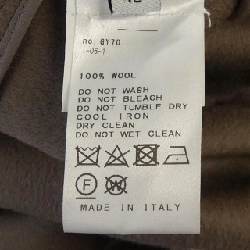 100% WOOL
DO NOT WASH
DO NOT BLEACH
DO NOT TUMBLE DRY
COOL IRON
DRY CLEAN
DO NOT WET CLEAN
F
W
MADE IN ITALY